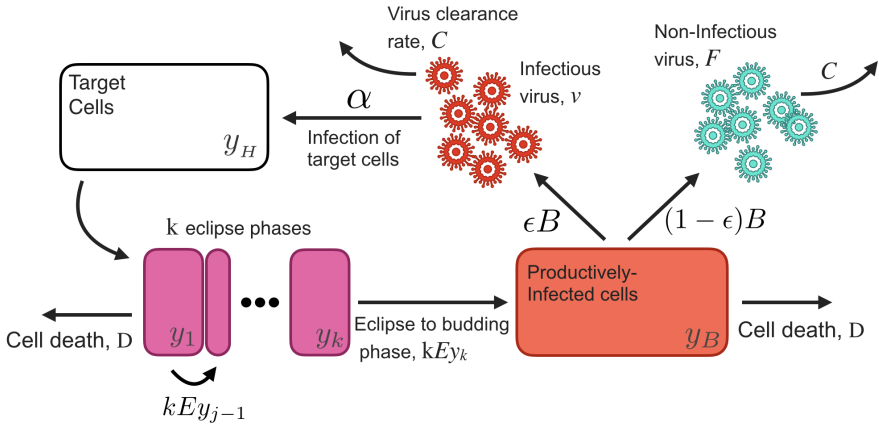 Virus clearance
rate, C
Non-Infectious
virus, F
Infectious
virus, v
C
Target
Cells
y_H
α
Infection of
target cells
k eclipse phases
ϵB
(1 − ϵ)B
Productively-
Infected cells
y_B
y_1
y_k
Eclipse to budding
phase, kEy_k
Cell death, D
Cell death, D
kEy_{j−1}